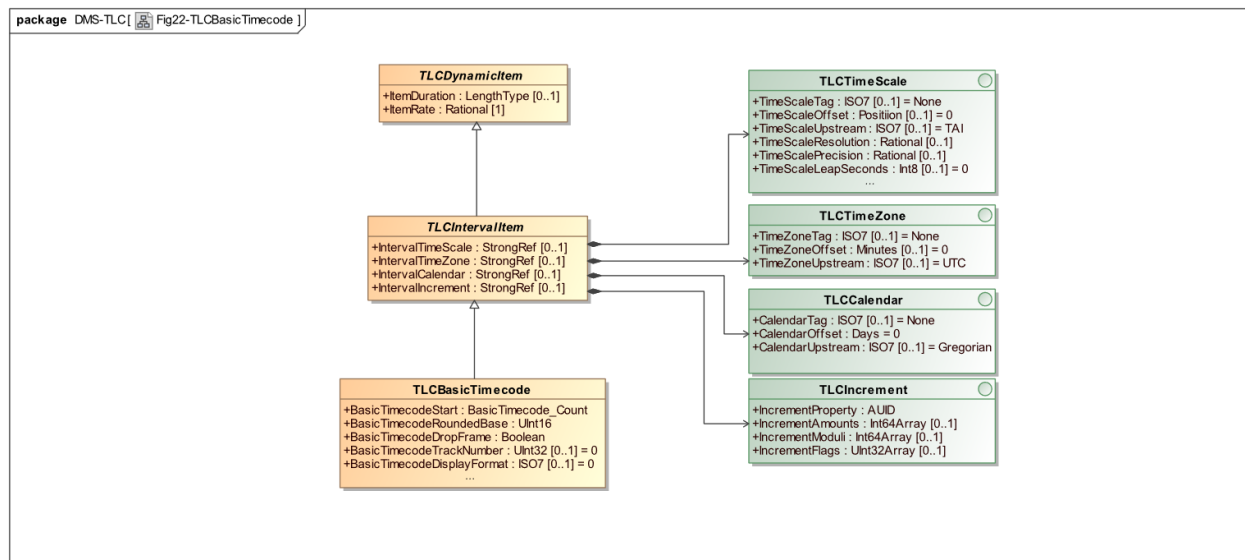 package DMS-TLC[ Fig22-TLCBasicTimecode ]
TLCDynamicItem
+ItemDuration : LengthType [0..1]
+ItemRate : Rational [1]
TLCTimeScale
+TimeScaleTag : ISO7 [0..1] = None
+TimeScaleOffset : Positiion [0..1] = 0
+TimeScaleUpstream : ISO7 [0..1] = TAI
+TimeScaleResolution : Rational [0..1]
+TimeScalePrecision : Rational [0..1]
+TimeScaleLeapSeconds : Int8 [0..1] = 0
...
TLCIntervalItem
+IntervalTimeScale : StrongRef [0..1]
+IntervalTimeZone : StrongRef [0..1]
+IntervalCalendar : StrongRef [0..1]
+IntervalIncrement : StrongRef [0..1]
TLCTimeZone
+TimeZoneTag : ISO7 [0..1] = None
+TimeZoneOffset : Minutes [0..1] = 0
+TimeZoneUpstream : ISO7 [0..1] = UTC
TLCCalendar
+CalendarTag : ISO7 [0..1] = None
+CalendarOffset : Days = 0
+CalendarUpstream : ISO7 [0..1] = Gregorian
TLCBasicTimecode
+BasicTimecodeStart : BasicTimecode_Count
+BasicTimecodeRoundedBase : UInt16
+BasicTimecodeDropFrame : Boolean
+BasicTimecodeTrackNumber : UInt32 [0..1] = 0
+BasicTimecodeDisplayFormat : ISO7 [0..1] = 0
...
TLCIncrement
+IncrementProperty : AUID
+IncrementAmounts : Int64Array [0..1]
+IncrementModuli : Int64Array [0..1]
+IncrementFlags : UInt32Array [0..1]